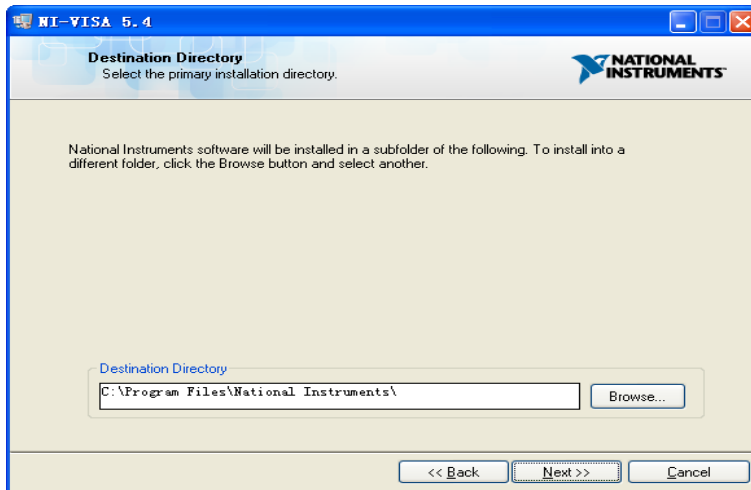 NI-VISA 5.4
Destination Directory
Select the primary installation directory.
NATIONAL
INSTRUMENTS
National Instruments software will be installed in a subfolder of the following. To install into a
different folder, click the Browse button and select another.
Destination Directory
C:\Program Files\National Instruments\
Browse...
<< Back
Next >>
Cancel